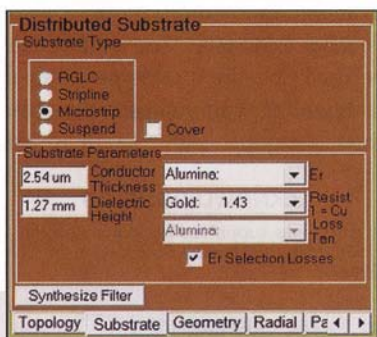 Distributed Substrate
Substrate Type
RGLC
Stripline
Microstrip
Suspend
Cover
Substrate Parameters
2.54 um Conductor Thickness Alumina: Er
1.27 mm Dielectric Height Gold: 1.43 Resist 1 = Cu
Alumina: Loss Tan
Er Selection Losses
Synthesize Filter
Topology Substrate Geometry Radial Pa